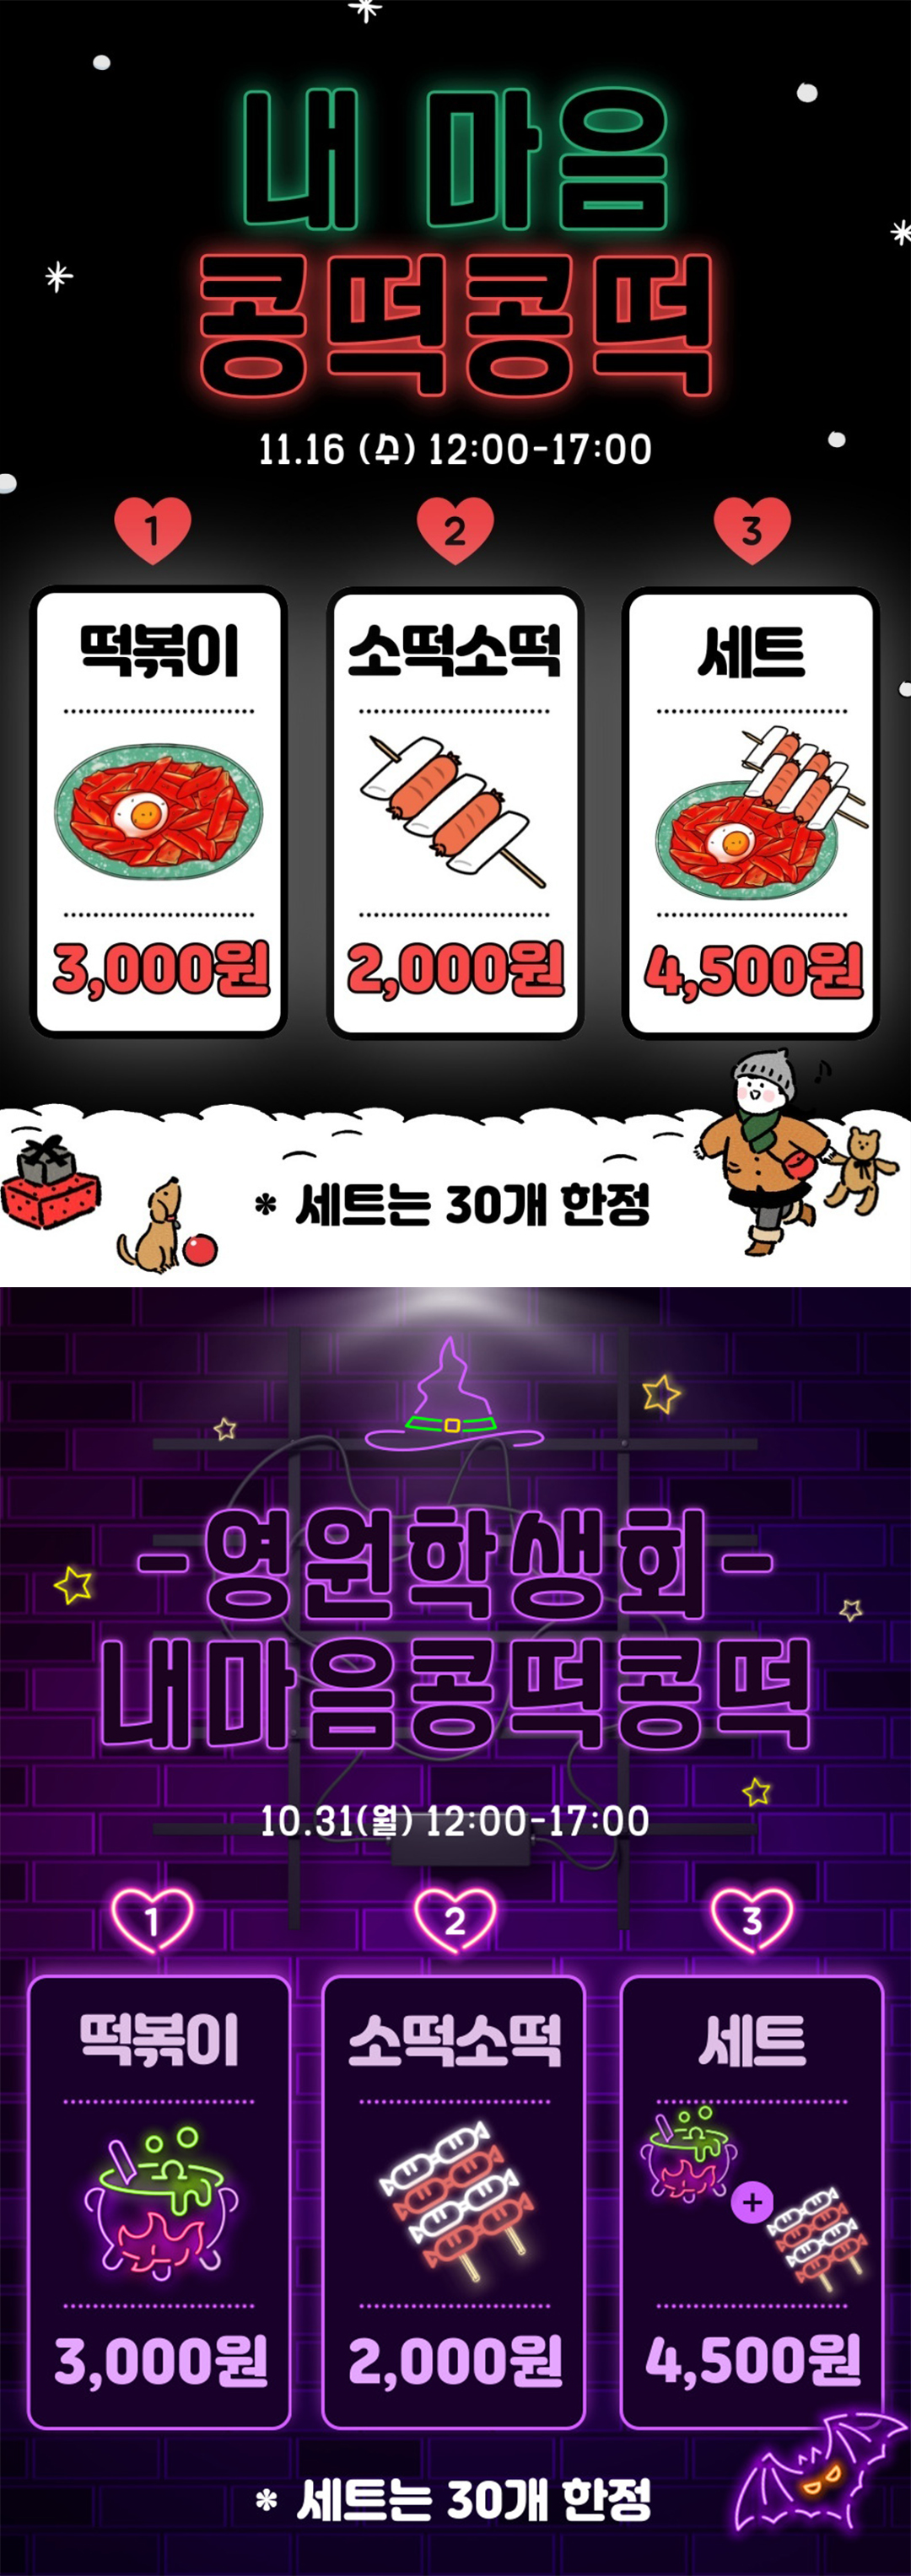 내 마음
콩떡콩떡
11.16 (수) 12:00-17:00
1 2 3
떡볶이 소떡소떡 세트
3,000원 2,000원 4,500원
* 세트는 30개 한정
-영원학생회-
내마음콩떡콩떡
10.31(월) 12:00-17:00
1 2 3
떡볶이 소떡소떡 세트
+
3,000원 2,000원 4,500원
* 세트는 30개 한정